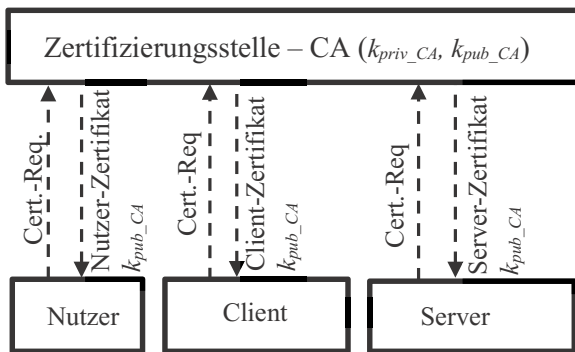 Zertifizierungsstelle – CA (k_priv_CA, k_pub_CA)
Cert.-Req.
Nutzer-Zertifikat
k_pub_CA
Cert.-Req
Client-Zertifikat
k_pub_CA
Cert.-Req
Server-Zertifikat
k_pub_CA
Nutzer
Client
Server